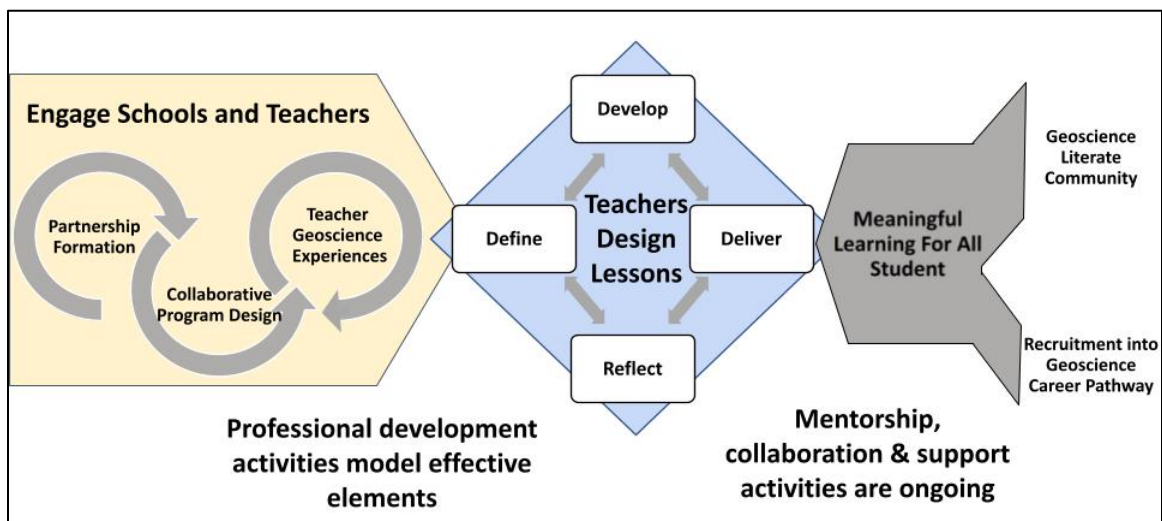 Engage Schools and Teachers
Partnership
Formation
Collaborative
Program Design
Teacher
Geoscience
Experiences
Develop
Define
Teachers
Design
Lessons
Deliver
Reflect
Meaningful
Learning For All
Student
Geoscience
Literate
Community
Recruitment into
Geoscience
Career Pathway
Professional development
activities model effective
elements
Mentorship,
collaboration & support
activities are ongoing